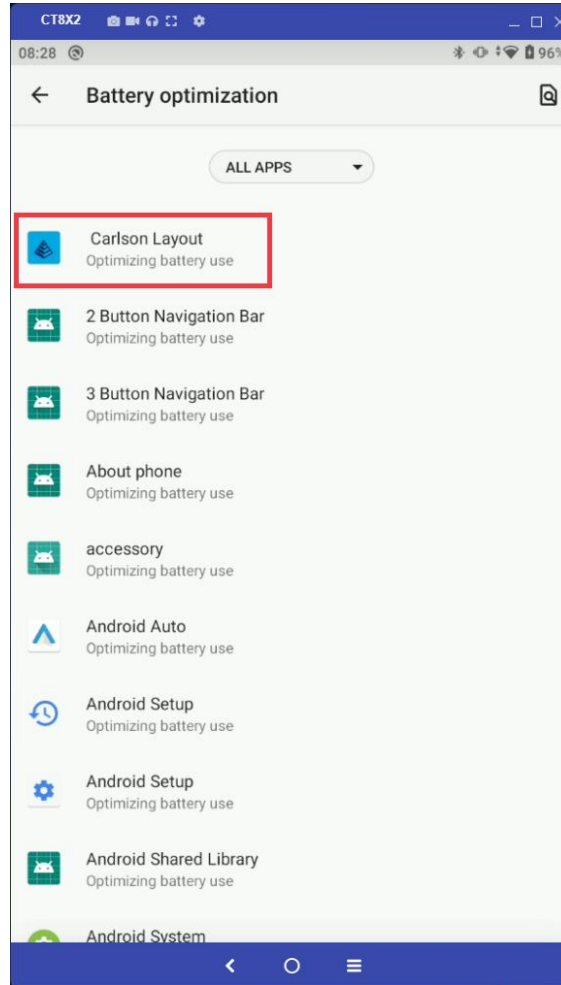 CT8X2
08:28
96%
Battery optimization
ALL APPS
Carlson Layout
Optimizing battery use
2 Button Navigation Bar
Optimizing battery use
3 Button Navigation Bar
Optimizing battery use
About phone
Optimizing battery use
accessory
Optimizing battery use
Android Auto
Optimizing battery use
Android Setup
Optimizing battery use
Android Setup
Optimizing battery use
Android Shared Library
Optimizing battery use
Android System